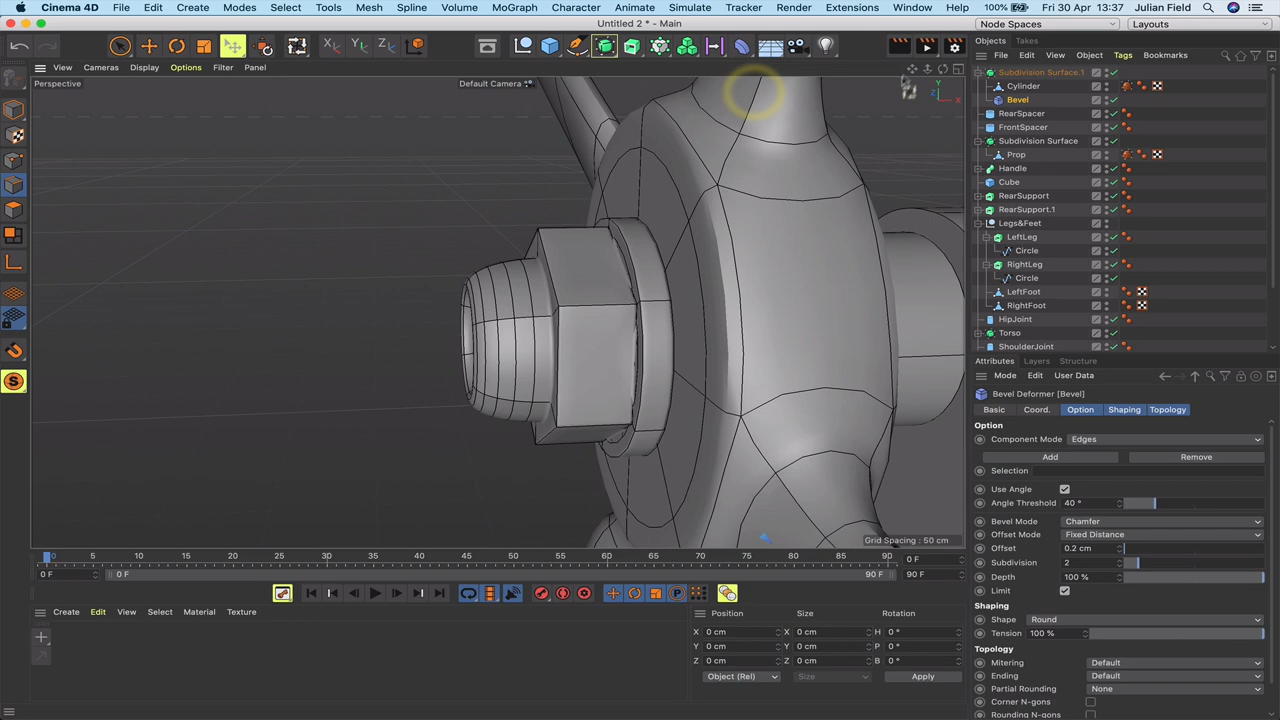 Cinema 4D File Edit Create Modes Select Tools Mesh Spline Volume MoGraph Character Animate Simulate Tracker Render Extensions Window Help 100% Fri 30 Apr 13:37 Julian Field
Untitled 2 * - Main
Node Spaces
Layouts
Objects Takes
View Cameras Display Options Filter Panel
File Edit View Object Tags Bookmarks
Perspective
Default Camera
Y
Z
X
Subdivision Surface.1
Cylinder
Bevel
RearSpacer
FrontSpacer
Subdivision Surface
Prop
Handle
Cube
RearSupport
RearSupport.1
Legs&Feet
LeftLeg
Circle
RightLeg
Circle
LeftFoot
RightFoot
HipJoint
Torso
ShoulderJoint
Attributes Layers Structure
Mode Edit User Data
Bevel Deformer [Bevel]
Basic Coord. Option Shaping Topology
Option
Component Mode Edges
Add Remove
Selection
Use Angle
Angle Threshold 40 °
Bevel Mode Chamfer
Offset Mode Fixed Distance
Offset 0.2 cm
Subdivision 2
Depth 100 %
Limit
Shaping
Shape Round
Tension 100 %
Topology
Mitering Default
Ending Default
Partial Rounding None
Corner N-gons
Rounding N-gons
Grid Spacing : 50 cm
0 5 10 15 20 25 30 35 40 45 50 55 60 65 70 75 80 85 90
0 F
0 F 0 F 90 F 90 F
Create Edit View Select Material Texture
Position Size Rotation
X 0 cm X 0 cm H 0 °
Y 0 cm Y 0 cm P 0 °
Z 0 cm Z 0 cm B 0 °
Object (Rel) Size Apply